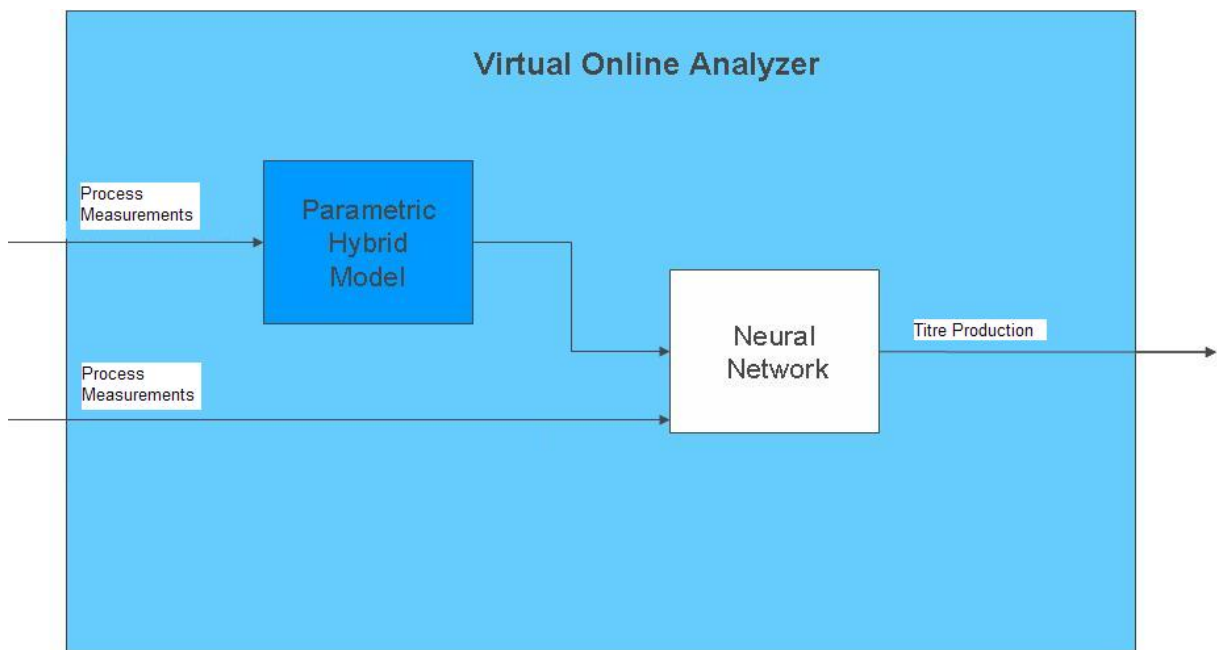 Virtual Online Analyzer
Process
Measurements
Parametric
Hybrid
Model
Neural
Network
Titre Production
Process
Measurements